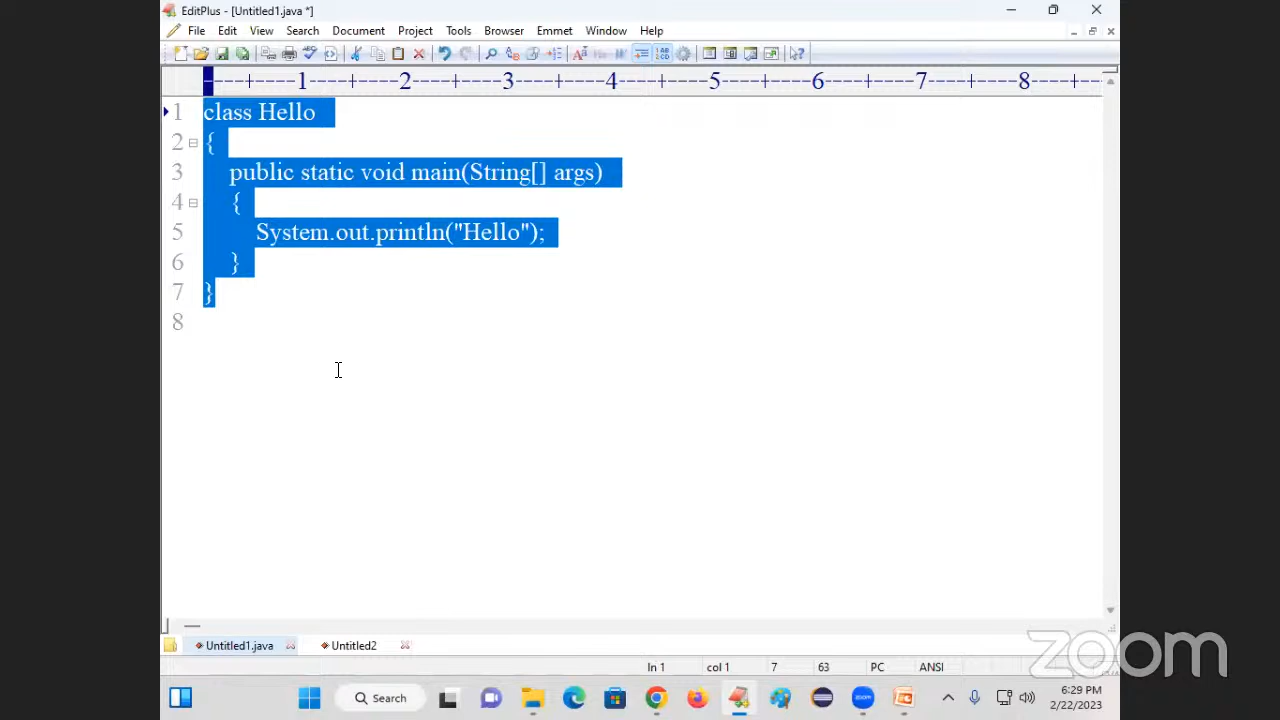 EditPlus - [Untitled1.java *]
File Edit View Search Document Project Tools Browser Emmet Window Help
----+----1----+----2----+----3----+----4----+----5----+----6----+----7----+----8----+--
1 class Hello
2 {
3 public static void main(String[] args)
4 {
5 System.out.println("Hello");
6 }
7 }
8
Untitled1.java Untitled2
ln 1 col 1 7 63 PC ANSI
zoom
Search
6:29 PM
2/22/2023